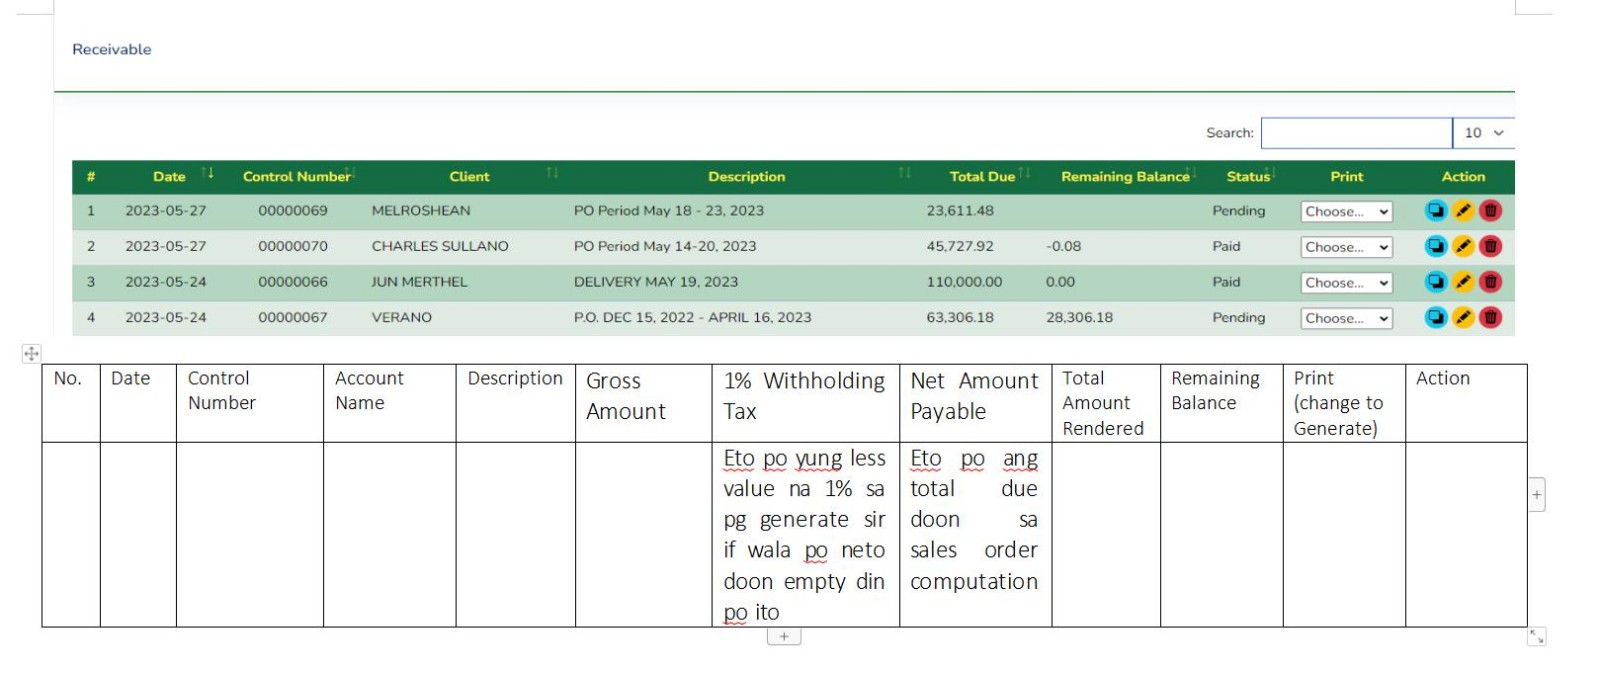 Receivable
Search: 10
# Date Control Number Client Description Total Due Remaining Balance Status Print Action
1 2023-05-27 00000069 MELROSHEAN PO Period May 18 - 23, 2023 23,611.48 Pending Choose...
2 2023-05-27 00000070 CHARLES SULLANO PO Period May 14-20, 2023 45,727.92 -0.08 Paid Choose...
3 2023-05-24 00000066 JUN MERTHEL DELIVERY MAY 19, 2023 110,000.00 0.00 Paid Choose...
4 2023-05-24 00000067 VERANO P.O. DEC 15, 2022 - APRIL 16, 2023 63,306.18 28,306.18 Pending Choose...
No. Date Control Account Description Gross 1% Withholding Net Amount Total Remaining Print Action
Number Name Amount Tax Payable Amount Balance (change to
Rendered Generate)
Eto po yung less Eto po ang
value na 1% sa total due
pg generate sir doon sa
if wala po neto sales order
doon empty din computation
po ito